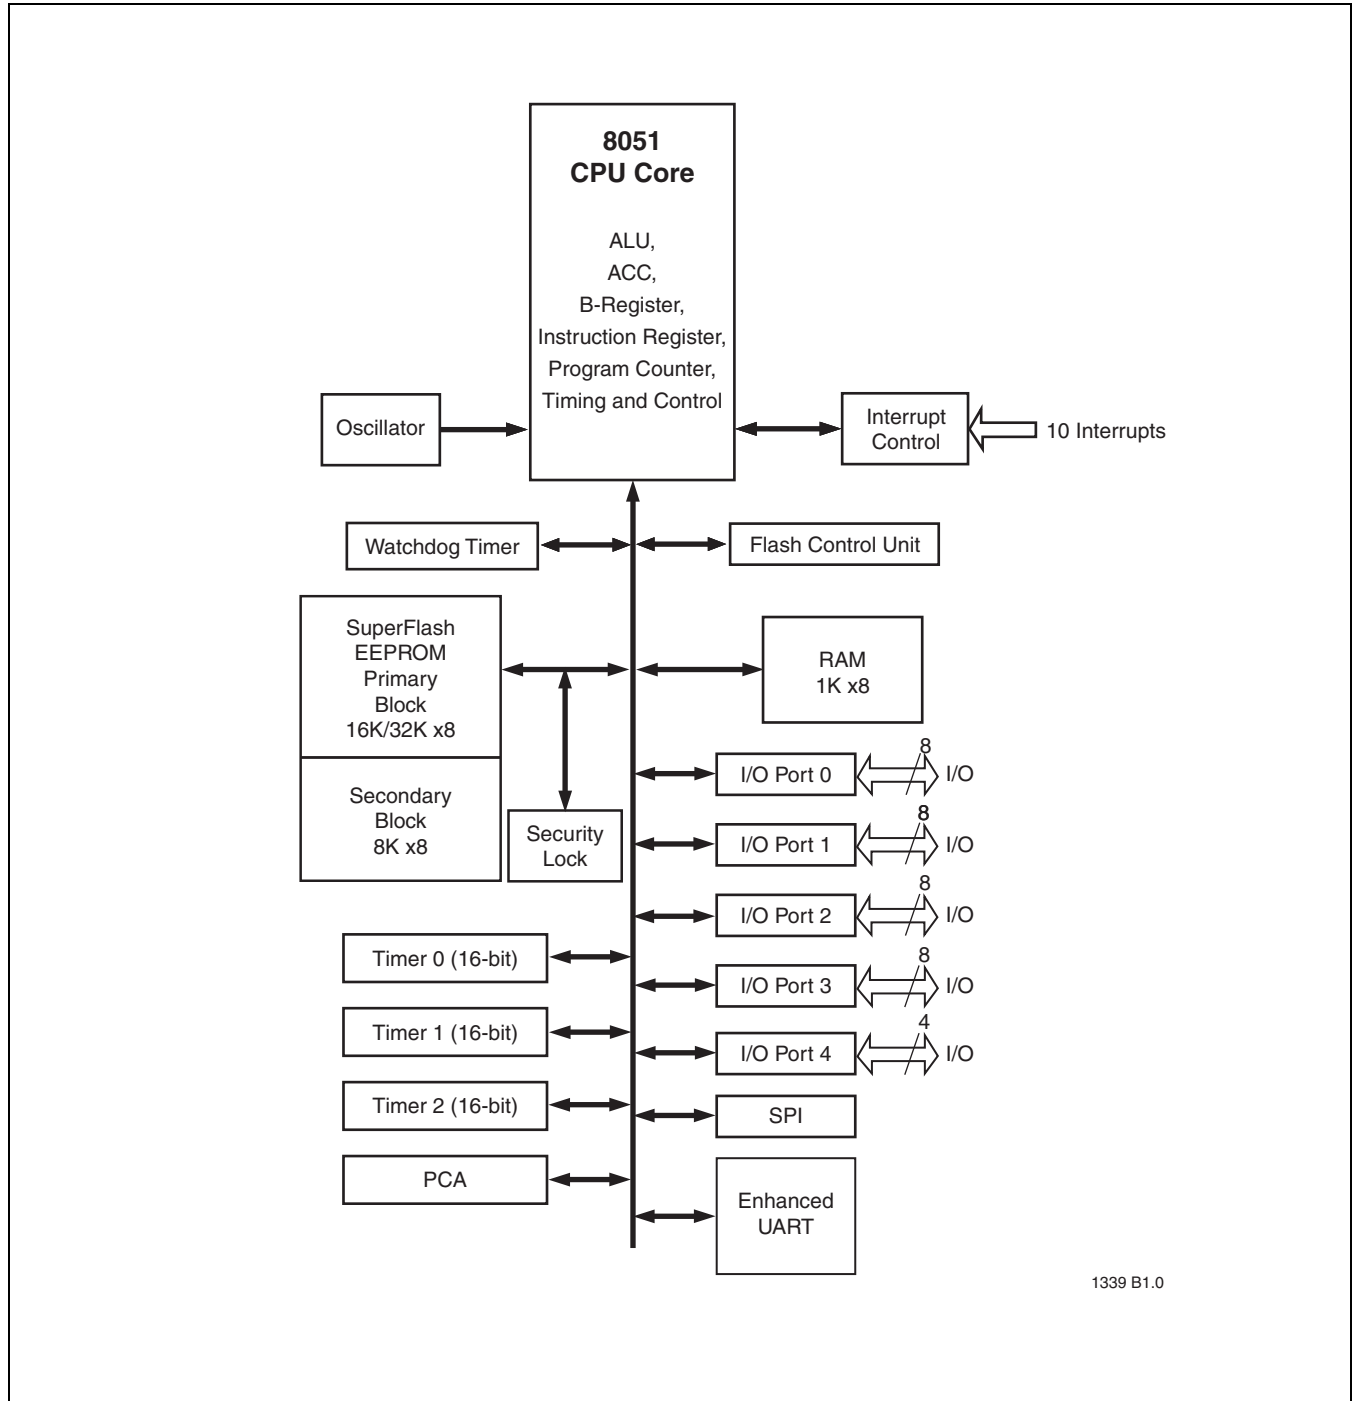 8051
CPU Core
ALU,
ACC,
B-Register,
Instruction Register,
Program Counter,
Timing and Control
Oscillator
Interrupt
Control
10 Interrupts
Watchdog Timer
Flash Control Unit
SuperFlash
EEPROM
Primary
Block
16K/32K x8
RAM
1K x8
Secondary
Block
8K x8
Security
Lock
8
I/O Port 0
I/O
8
I/O Port 1
I/O
8
I/O Port 2
I/O
8
I/O Port 3
I/O
4
I/O Port 4
I/O
Timer 0 (16-bit)
Timer 1 (16-bit)
Timer 2 (16-bit)
SPI
PCA
Enhanced
UART
1339 B1.0